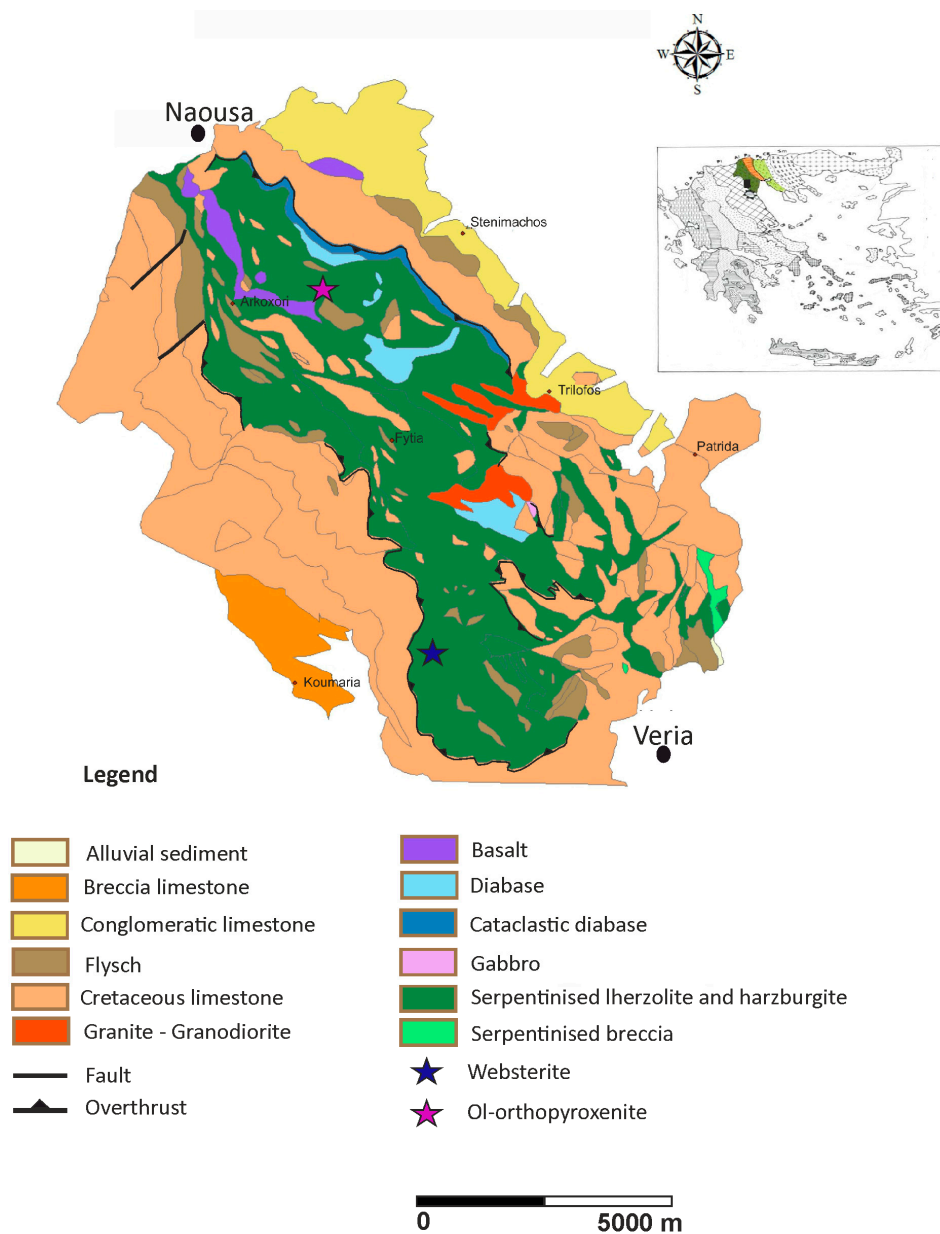 N
W E
S
Naousa
Stenimachos
Arkoxori
Trilofos
Fytia
Patrida
Koumaria
Veria
Legend
Alluvial sediment
Breccia limestone
Conglomeratic limestone
Flysch
Cretaceous limestone
Granite - Granodiorite
Fault
Overthrust
Basalt
Diabase
Cataclastic diabase
Gabbro
Serpentinised lherzolite and harzburgite
Serpentinised breccia
Websterite
Ol-orthopyroxenite
0 5000 m